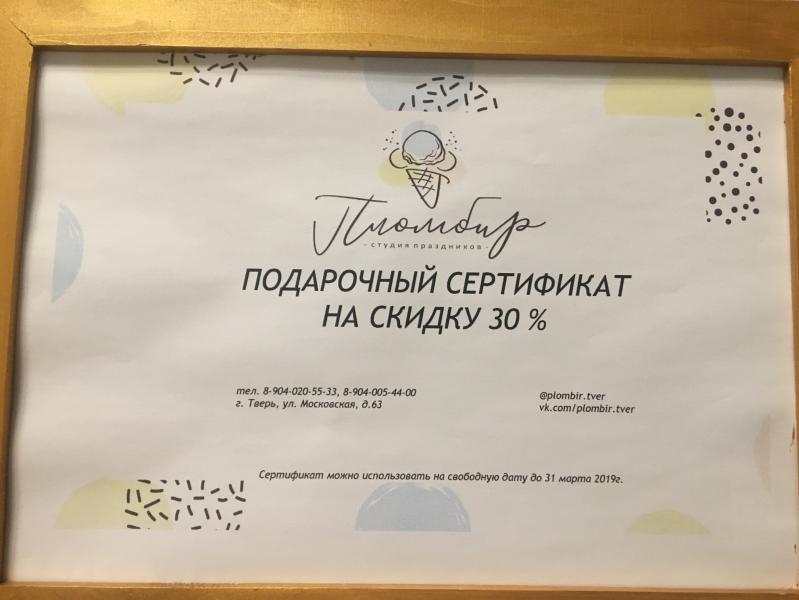 Пломбир
- студия праздников -
ПОДАРОЧНЫЙ СЕРТИФИКАТ
НА СКИДКУ 30 %
тел. 8-904-020-55-33, 8-904-005-44-00
г. Тверь, ул. Московская, д.63
@plombir.tver
vk.com/plombir.tver
Сертификат можно использовать на свободную дату до 31 марта 2019г.